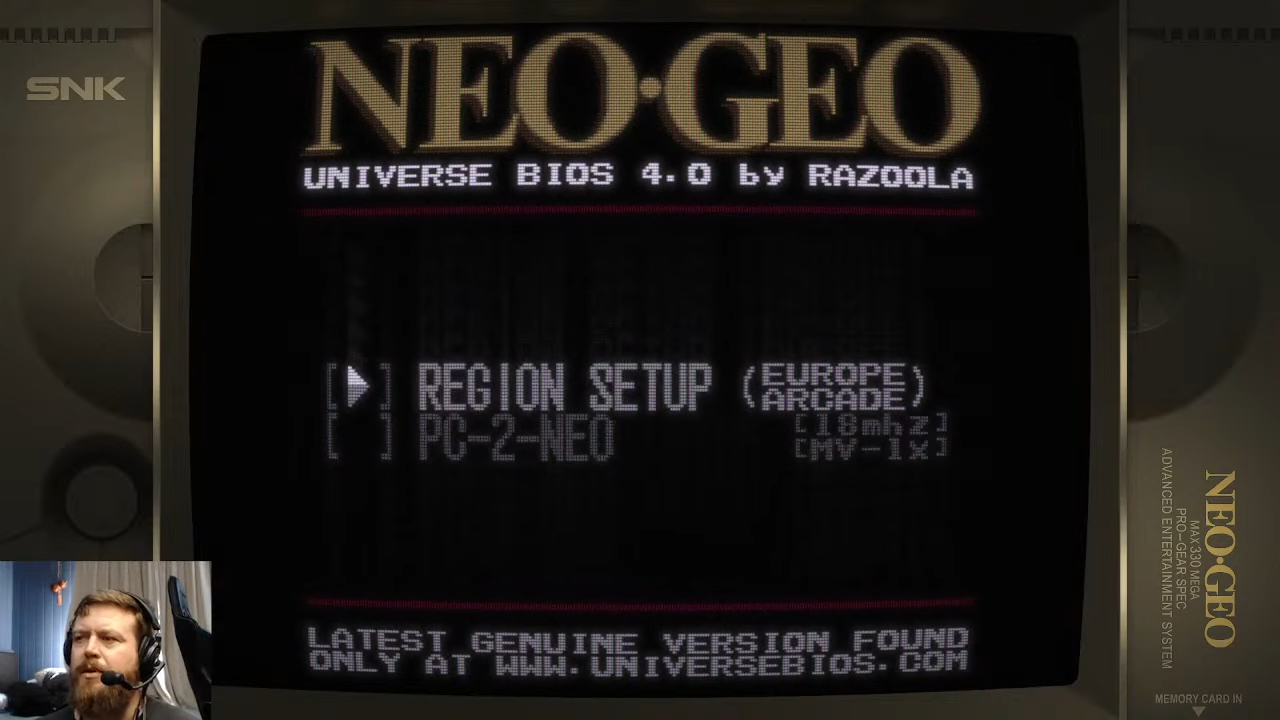 SNK
NEO•GEO
UNIVERSE BIOS 4.0 by RAZOOLA
[▶] REGION SETUP (EUROPE ARCADE)
[ ] PC-2-NEO [18mhz]
[MV-1x]
LATEST GENUINE VERSION FOUND
ONLY AT WWW.UNIVERSEBIOS.COM
NEO•GEO
MAX 330 MEGA
PRO-GEAR SPEC
ADVANCED ENTERTAINMENT SYSTEM
MEMORY CARD IN